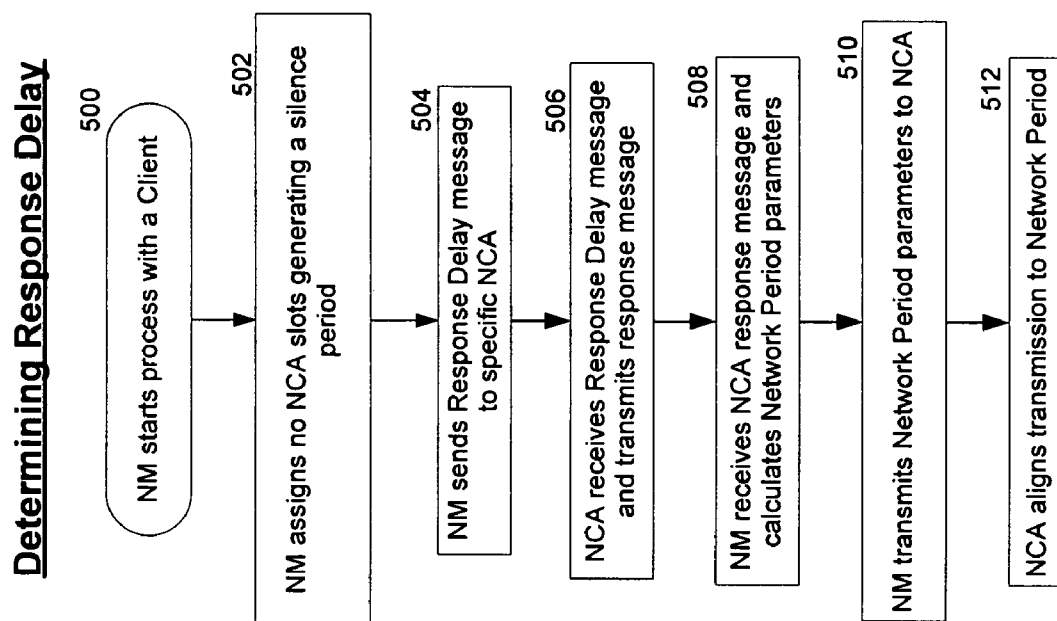 Determining Response Delay
500
NM starts process with a Client
502
NM assigns no NCA slots generating a silence
period
504
NM sends Response Delay message
to specific NCA
506
NCA receives Response Delay message
and transmits response message
508
NM receives NCA response message and
calculates Network Period parameters
510
NM transmits Network Period parameters to NCA
512
NCA aligns transmission to Network Period